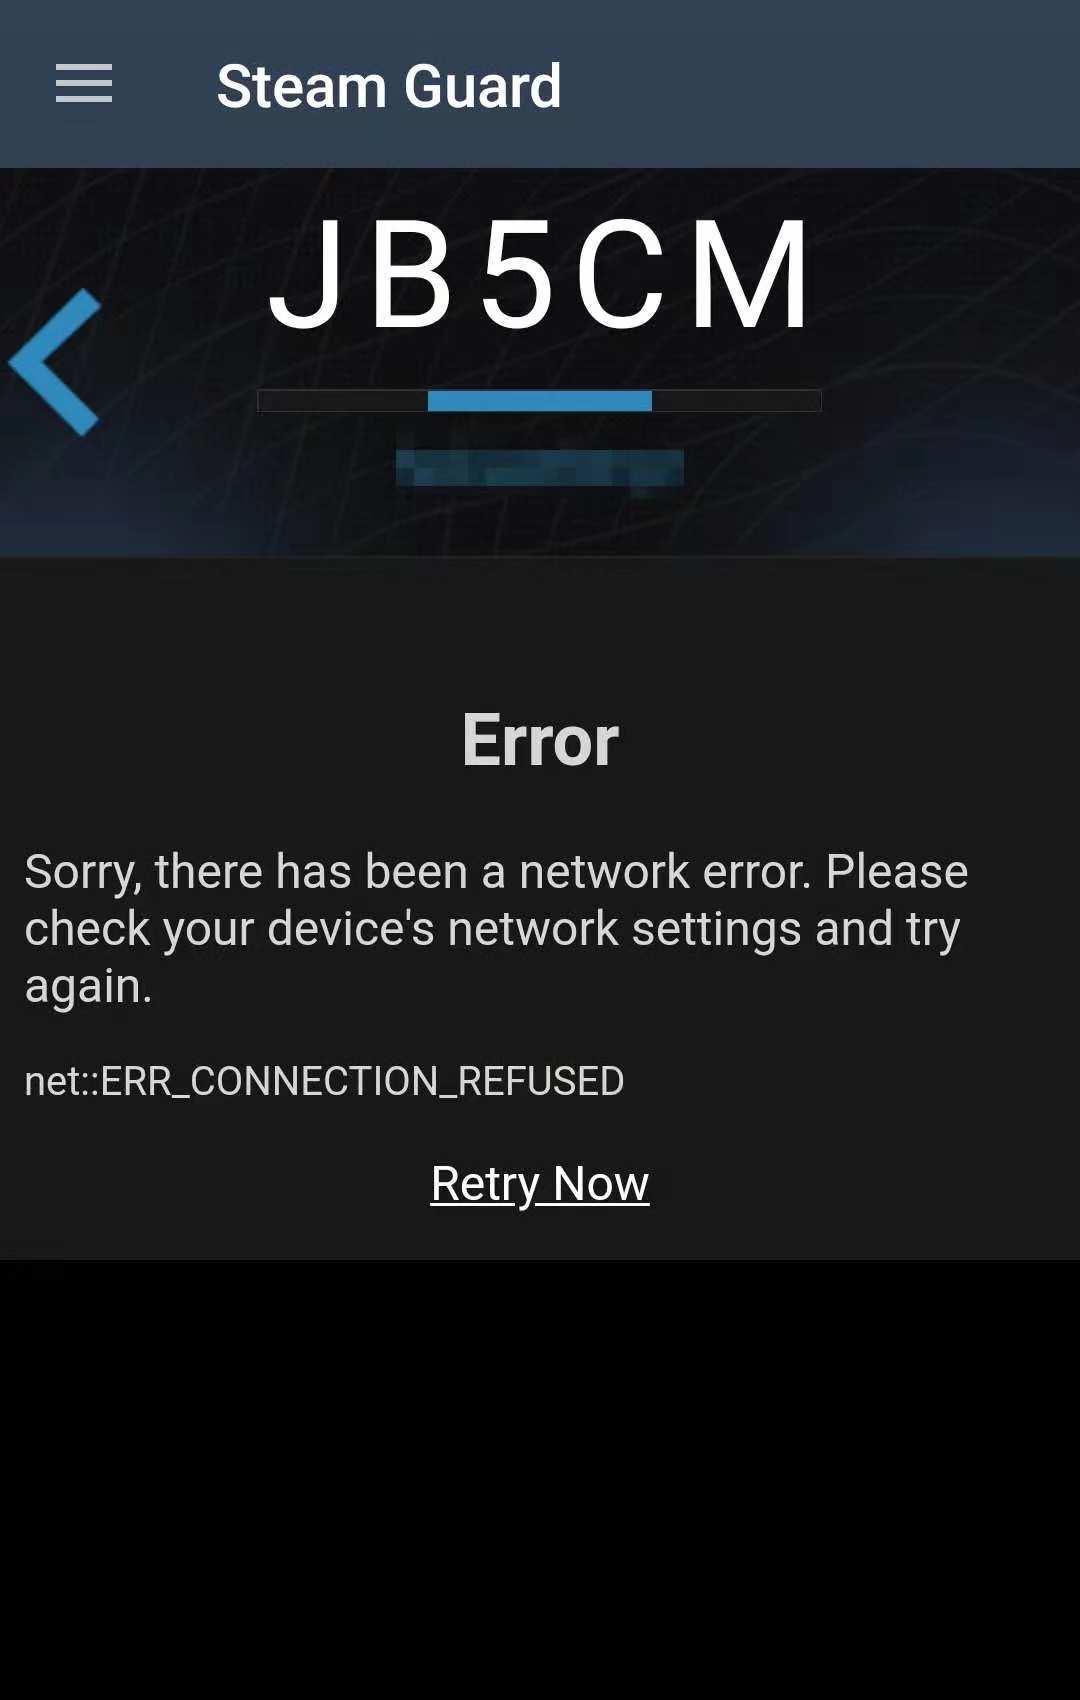 Steam Guard
JB5CM
Error
Sorry, there has been a network error. Please
check your device's network settings and try
again.
net::ERR_CONNECTION_REFUSED
Retry Now